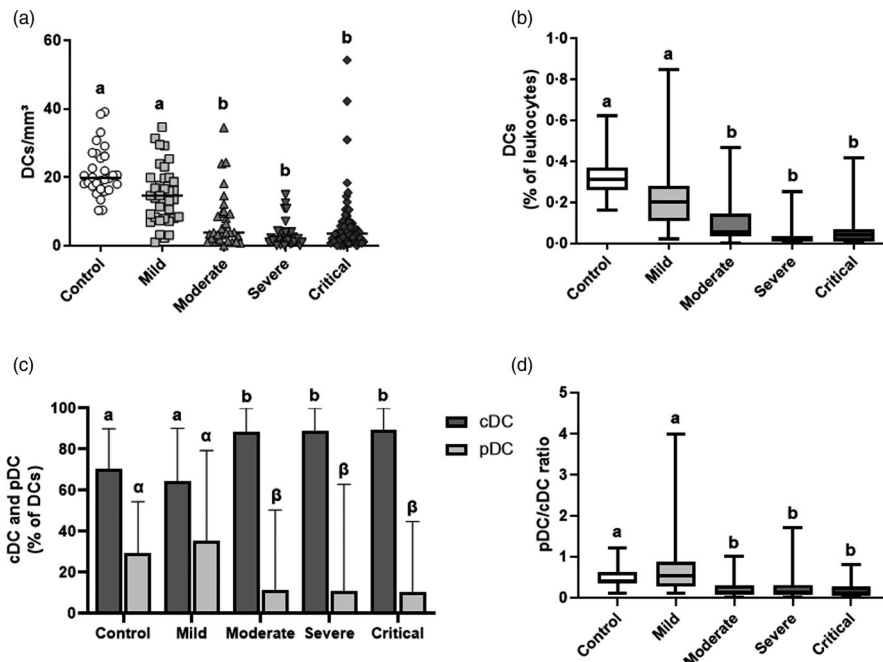 (a)
DCs/mm³
60
40
20
0
a
a
b
b
b
Control
Mild
Moderate
Severe
Critical
(b)
DCs
(% of leukocytes)
1·0
0·8
0·6
0·4
0·2
0·0
a
a
b
b
b
Control
Mild
Moderate
Severe
Critical
(c)
cDC and pDC
(% of DCs)
100
80
60
40
20
0
a
α
a
α
b
β
b
β
b
β
Control
Mild
Moderate
Severe
Critical
cDC
pDC
(d)
pDC/cDC ratio
5
4
3
2
1
0
a
a
b
b
b
Control
Mild
Moderate
Severe
Critical